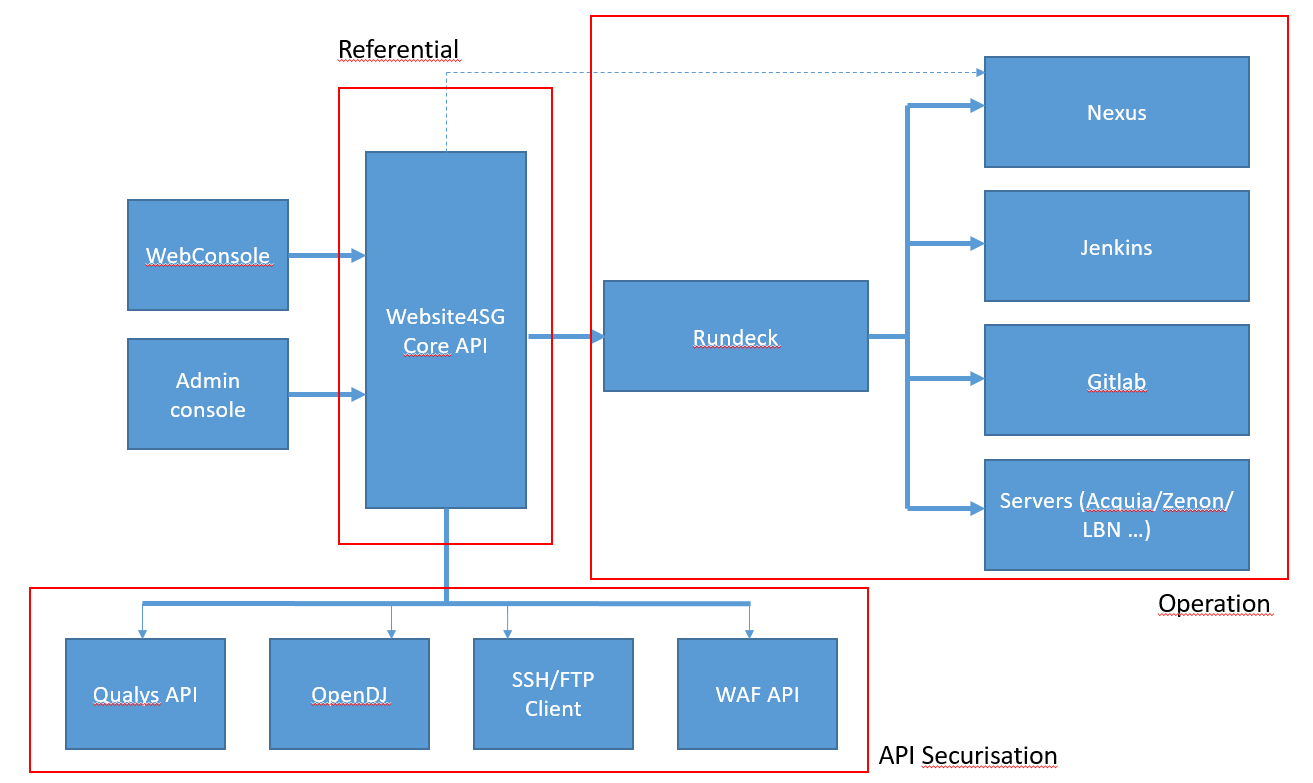 Referential
Nexus
WebConsole
Jenkins
Website4SG
Core API
Rundeck
Admin
console
Gitlab
Servers (Acquia/Zenon/
LBN ...)
Operation
Qualys API
OpenDJ
SSH/FTP
Client
WAF API
API Securisation